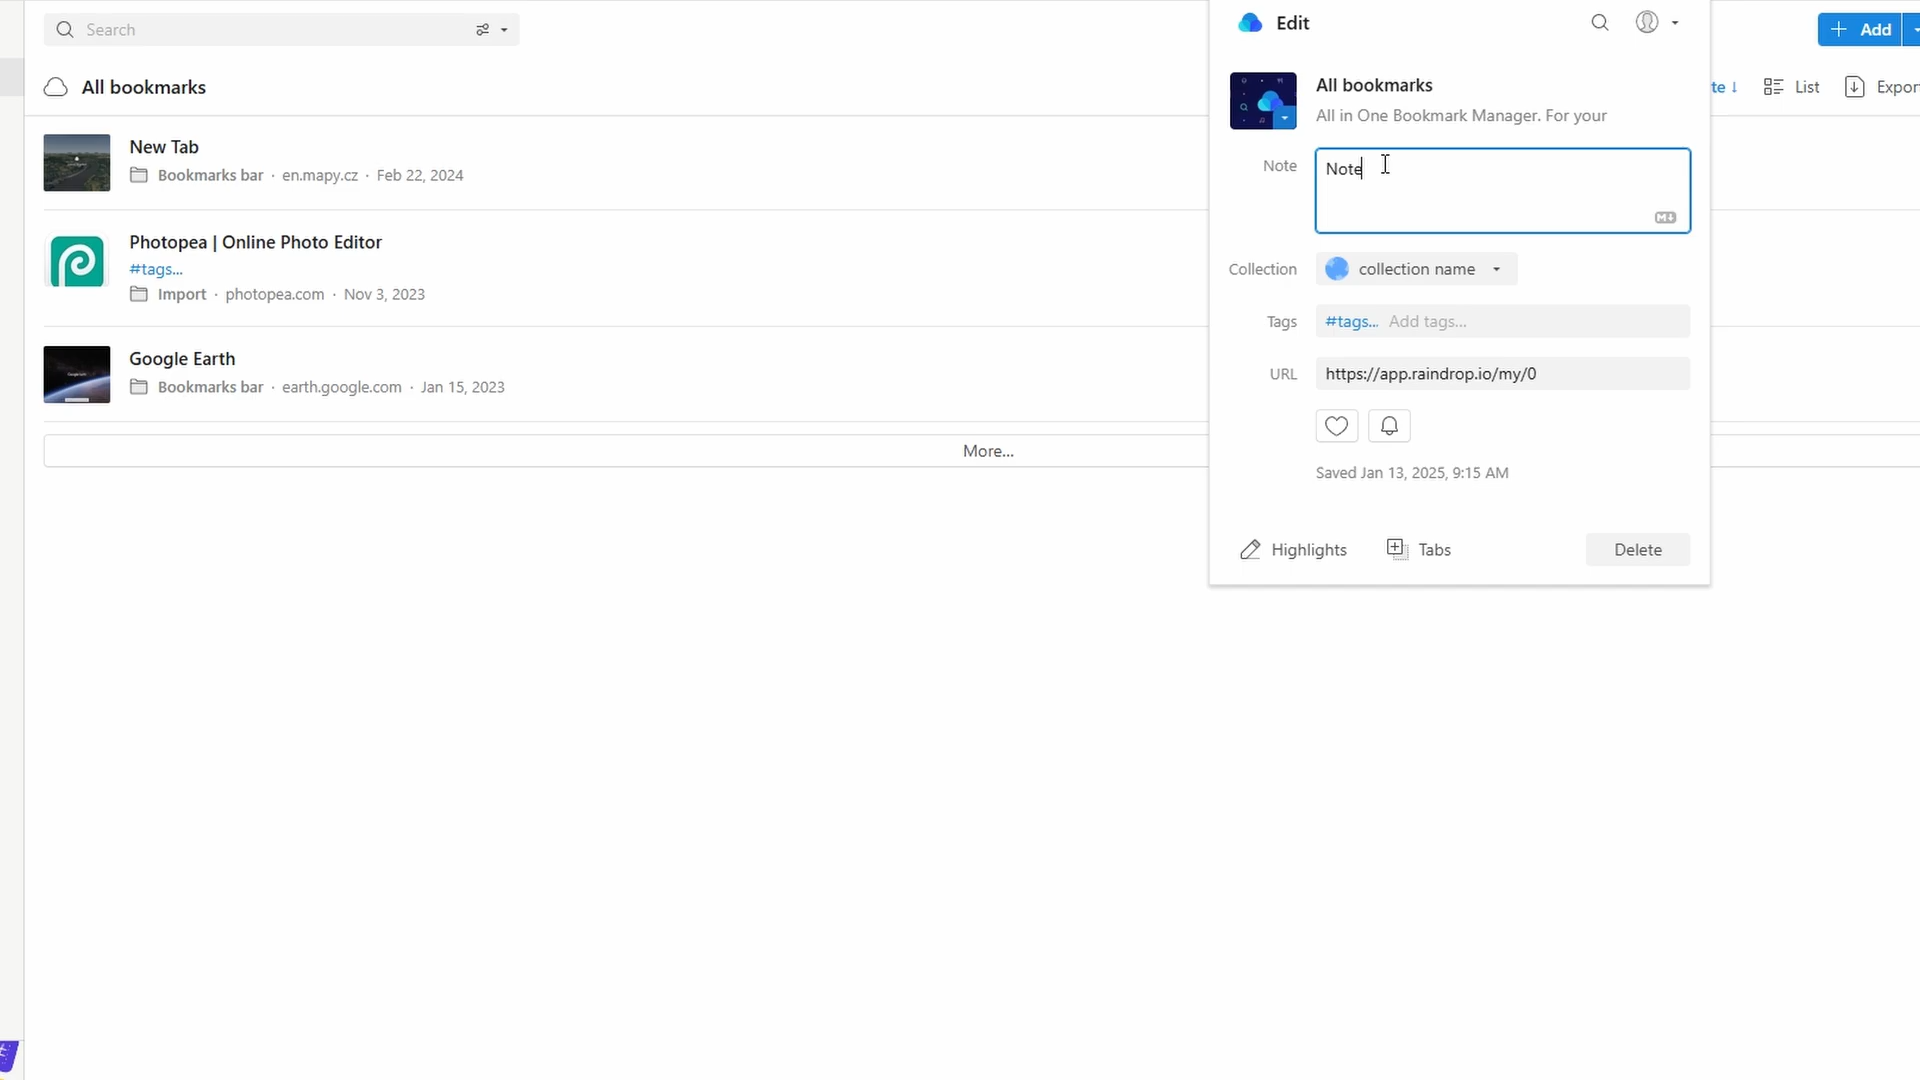 Search
All bookmarks
New Tab
Bookmarks bar · en.mapy.cz · Feb 22, 2024
Photopea | Online Photo Editor
#tags...
Import · photopea.com · Nov 3, 2023
Google Earth
Bookmarks bar · earth.google.com · Jan 15, 2023
More...
Edit
All bookmarks
All in One Bookmark Manager. For your
Note
Note
Collection
collection name
Tags
#tags... Add tags...
URL
https://app.raindrop.io/my/0
Saved Jan 13, 2025, 9:15 AM
Highlights
Tabs
Delete
+ Add
te ↓
List
Expor